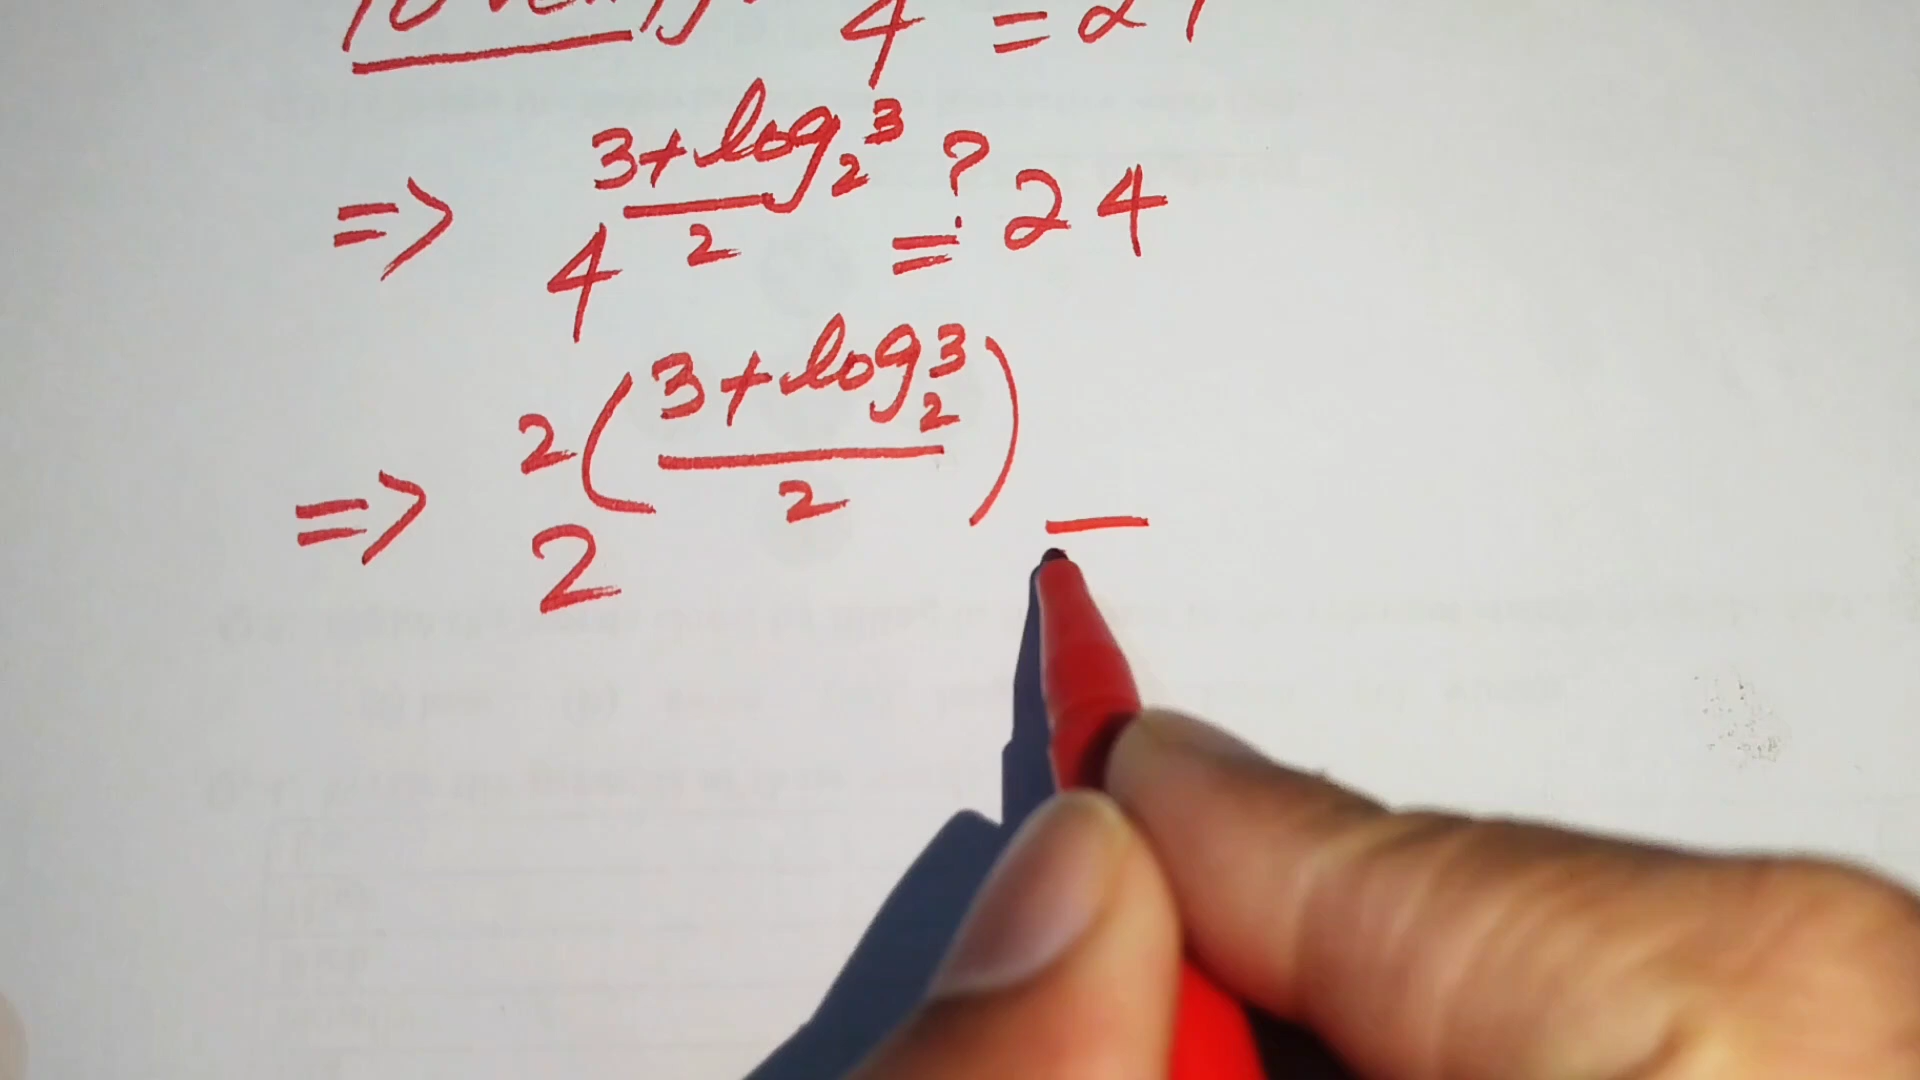 4 = 24
=> 4^((3+log_2 3)/2) =? 24
=> 2^(2((3+log_2 3)/2))